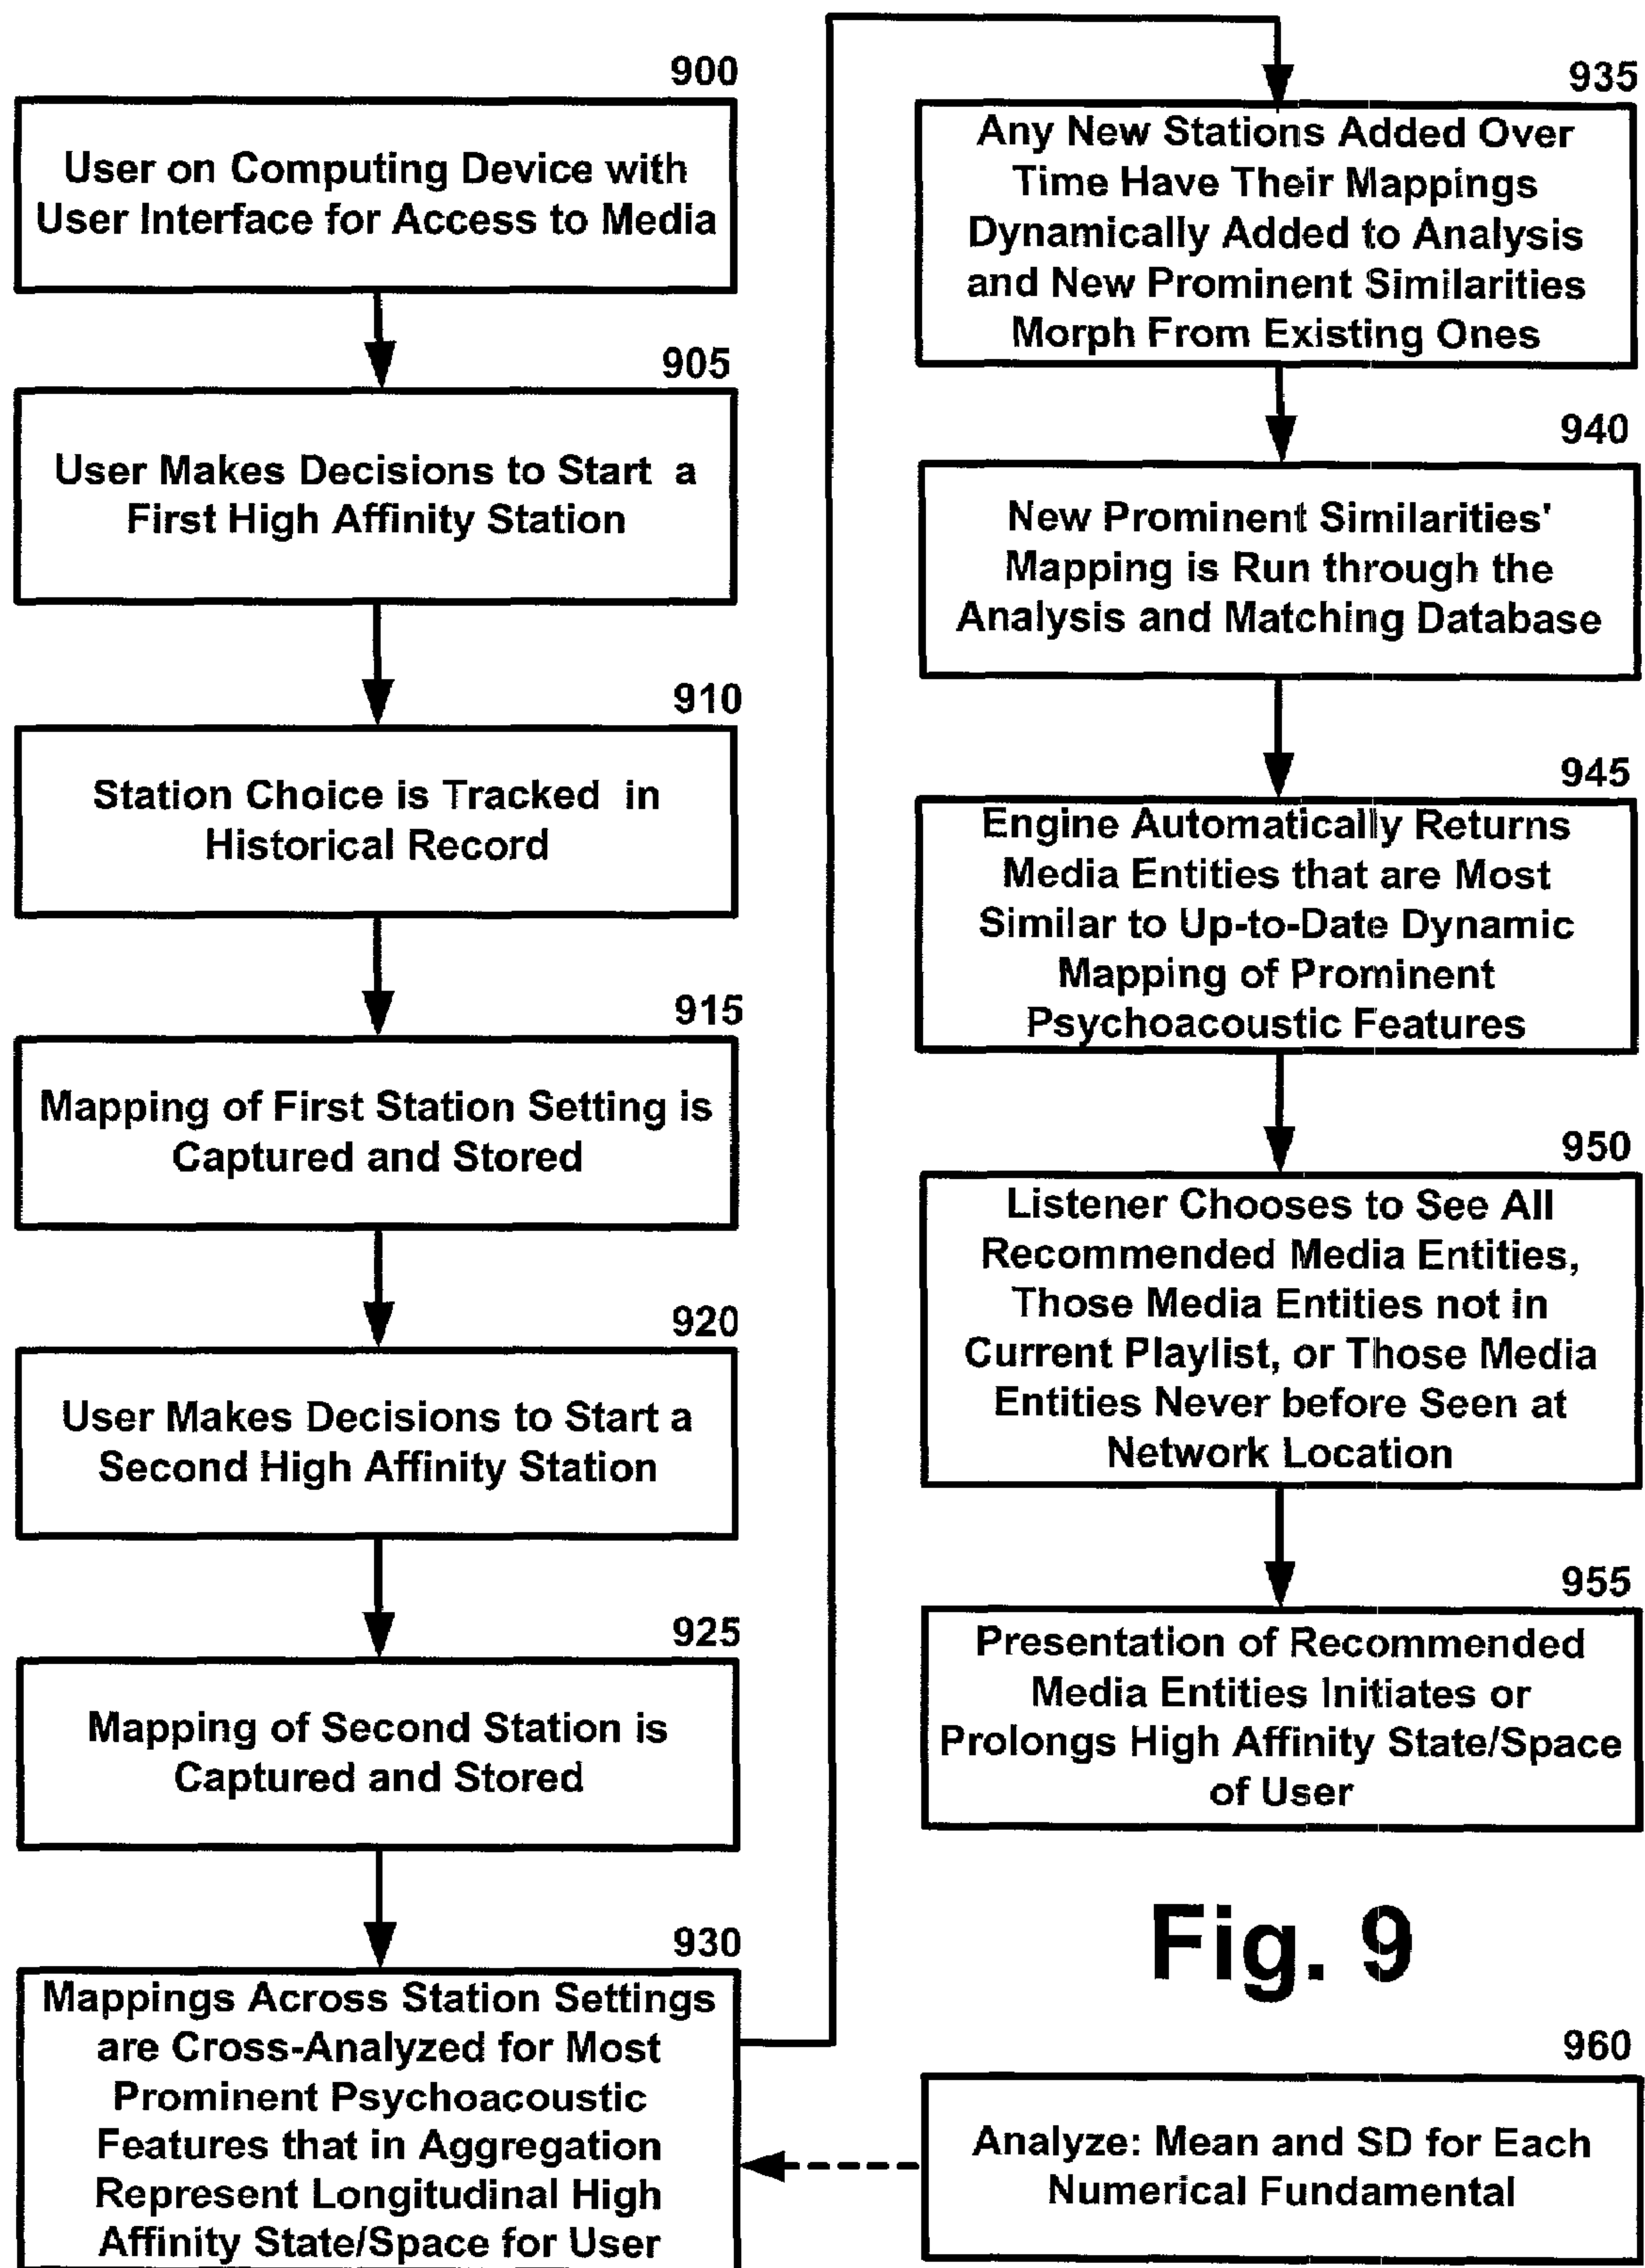 900
User on Computing Device with
User Interface for Access to Media
905
User Makes Decisions to Start a
First High Affinity Station
910
Station Choice is Tracked in
Historical Record
915
Mapping of First Station Setting is
Captured and Stored
920
User Makes Decisions to Start a
Second High Affinity Station
925
Mapping of Second Station is
Captured and Stored
930
Mappings Across Station Settings
are Cross-Analyzed for Most
Prominent Psychoacoustic
Features that in Aggregation
Represent Longitudinal High
Affinity State/Space for User
935
Any New Stations Added Over
Time Have Their Mappings
Dynamically Added to Analysis
and New Prominent Similarities
Morph From Existing Ones
940
New Prominent Similarities'
Mapping is Run through the
Analysis and Matching Database
945
Engine Automatically Returns
Media Entities that are Most
Similar to Up-to-Date Dynamic
Mapping of Prominent
Psychoacoustic Features
950
Listener Chooses to See All
Recommended Media Entities,
Those Media Entities not in
Current Playlist, or Those Media
Entities Never before Seen at
Network Location
955
Presentation of Recommended
Media Entities Initiates or
Prolongs High Affinity State/Space
of User
Fig. 9
960
Analyze: Mean and SD for Each
Numerical Fundamental